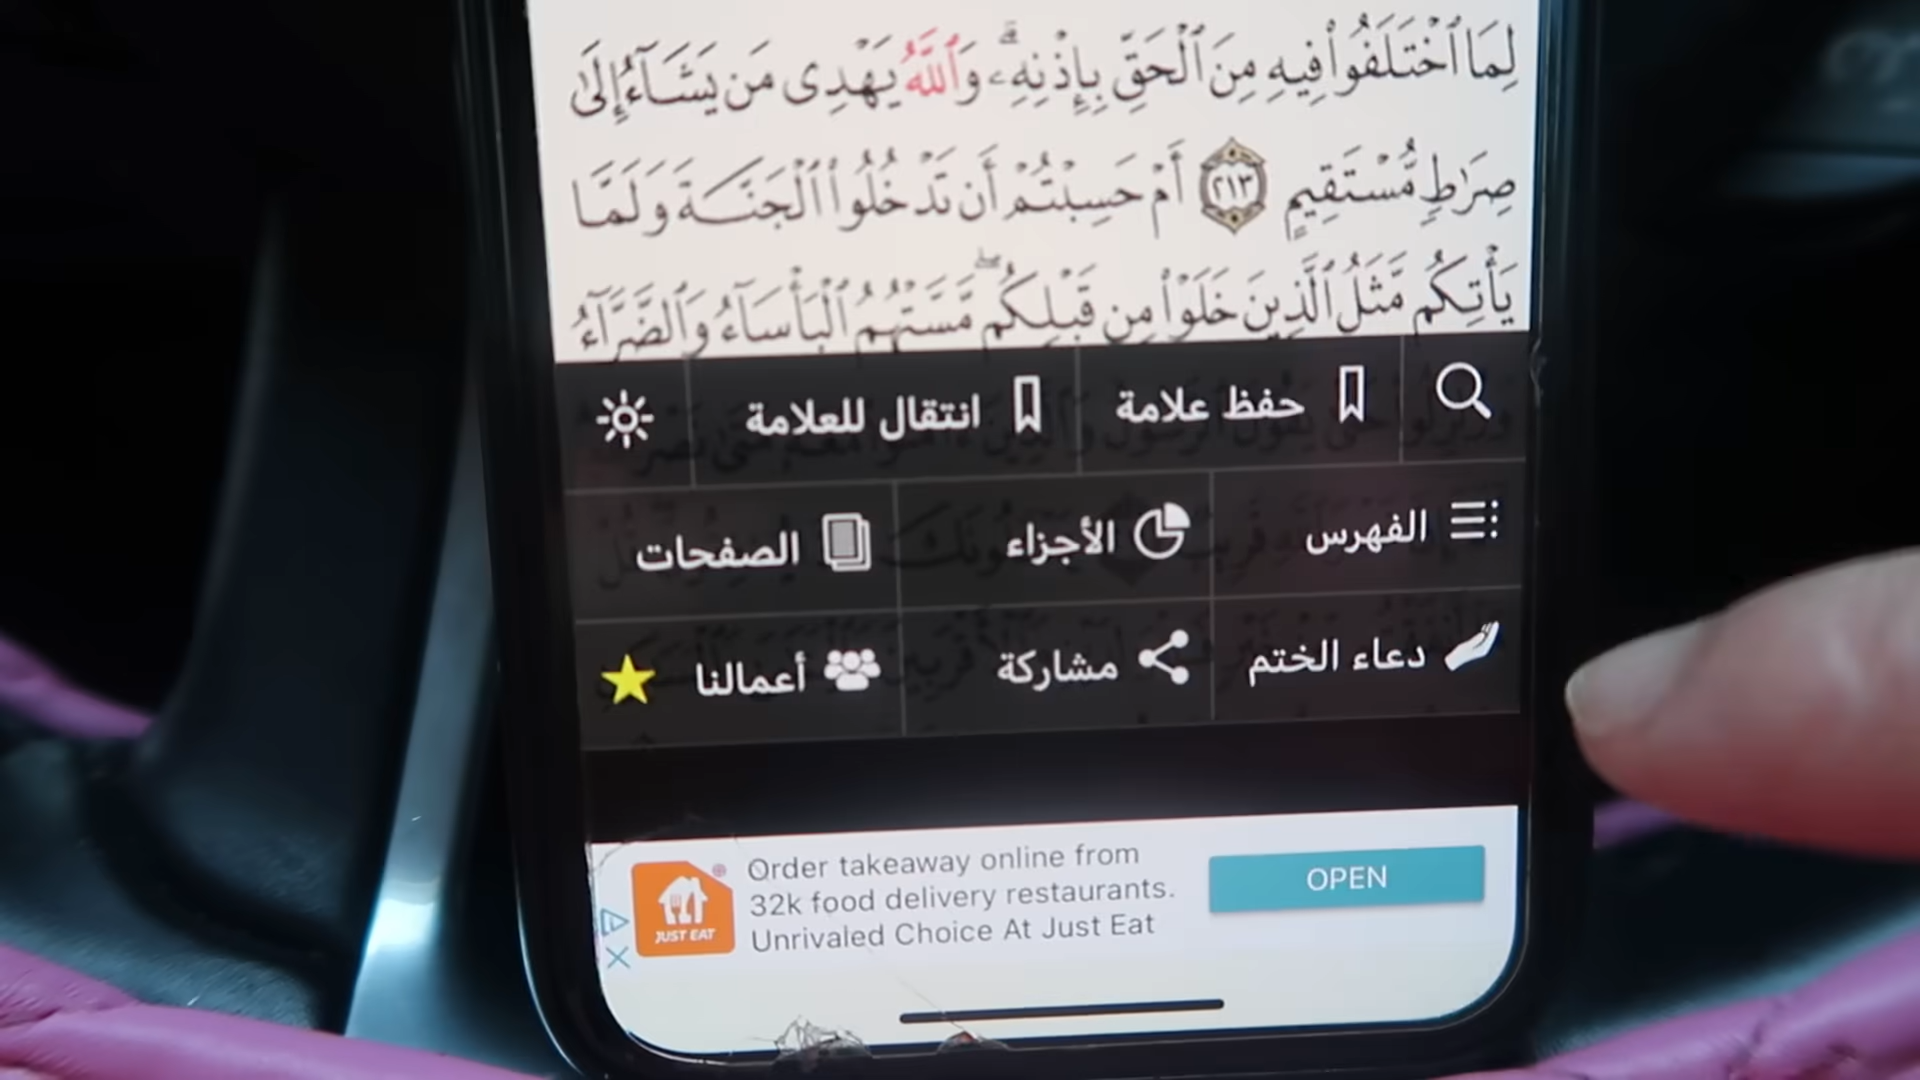 لِمَا ٱخْتَلَفُوا۟ فِيهِ مِنَ ٱلْحَقِّ بِإِذْنِهِۦ ۗ وَٱللَّهُ يَهْدِى مَن يَشَآءُ إِلَىٰ
صِرَٰطٍ مُّسْتَقِيمٍ ٢١٣ أَمْ حَسِبْتُمْ أَن تَدْخُلُوا۟ ٱلْجَنَّةَ وَلَمَّا
يَأْتِكُم مَّثَلُ ٱلَّذِينَ خَلَوْا۟ مِن قَبْلِكُم ۖ مَّسَّتْهُمُ ٱلْبَأْسَآءُ وَٱلضَّرَّآءُ
حفظ علامة انتقال للعلامة
الفهرس الأجزاء الصفحات
دعاء الختم مشاركة أعمالنا
Order takeaway online from
32k food delivery restaurants.
Unrivaled Choice At Just Eat
JUST EAT
OPEN